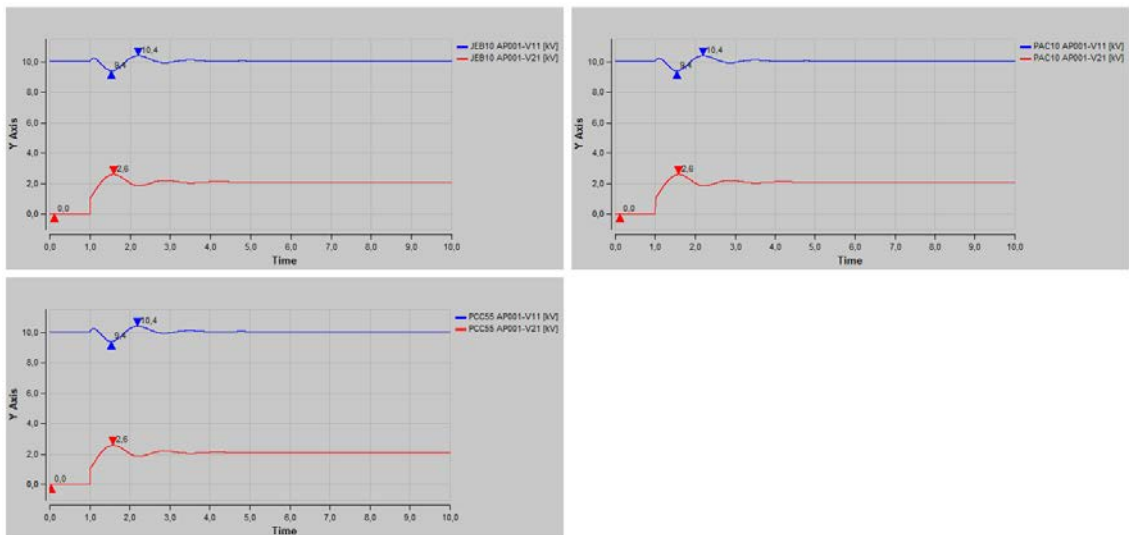 JEB10 AP001-V11 [kV]
JEB10 AP001-V21 [kV]
10,4
9,4
2,6
0,0
Y Axis
10,0
8,0
6,0
4,0
2,0
0,0
0,0 1,0 2,0 3,0 4,0 5,0 6,0 7,0 8,0 9,0 10,0
Time
PAC10 AP001-V11 [kV]
PAC10 AP001-V21 [kV]
10,4
9,4
2,6
0,0
Y Axis
10,0
8,0
6,0
4,0
2,0
0,0
0,0 1,0 2,0 3,0 4,0 5,0 6,0 7,0 8,0 9,0 10,0
Time
PCC55 AP001-V11 [kV]
PCC55 AP001-V21 [kV]
10,4
9,4
2,6
0,0
Y Axis
10,0
8,0
6,0
4,0
2,0
0,0
0,0 1,0 2,0 3,0 4,0 5,0 6,0 7,0 8,0 9,0 10,0
Time